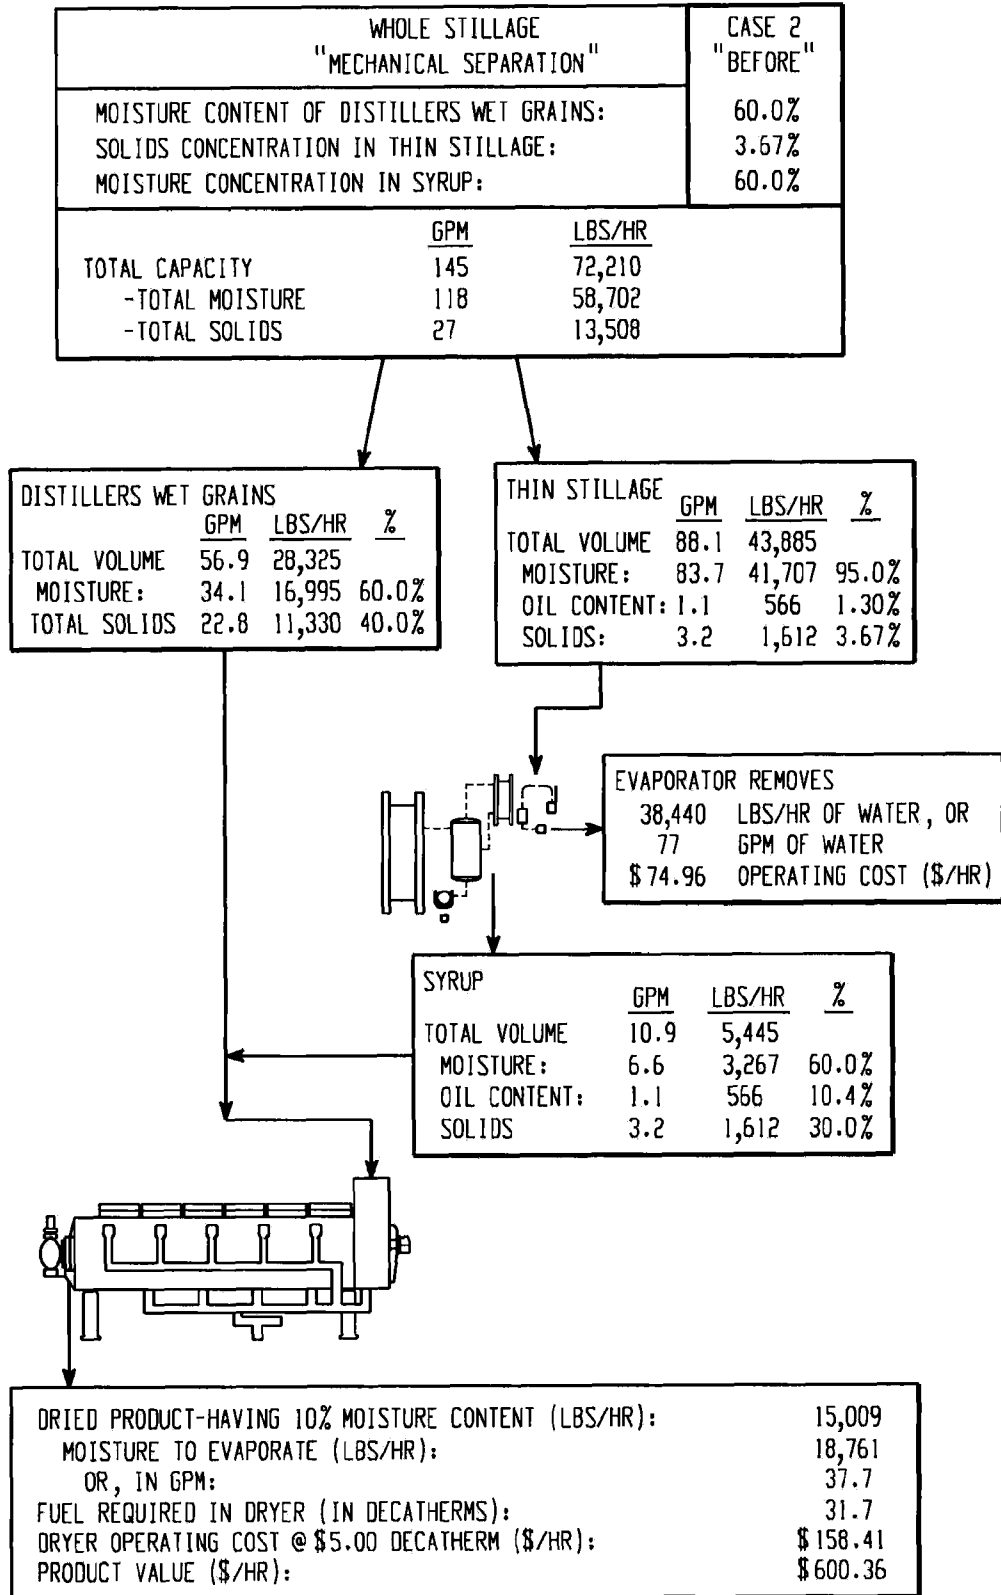 WHOLE STILLAGE
"MECHANICAL SEPARATION"
CASE 2
"BEFORE"
MOISTURE CONTENT OF DISTILLERS WET GRAINS: 60.0%
SOLIDS CONCENTRATION IN THIN STILLAGE: 3.67%
MOISTURE CONCENTRATION IN SYRUP: 60.0%
GPM LBS/HR
TOTAL CAPACITY 145 72,210
-TOTAL MOISTURE 118 58,702
-TOTAL SOLIDS 27 13,508
DISTILLERS WET GRAINS
GPM LBS/HR %
TOTAL VOLUME 56.9 28,325
MOISTURE: 34.1 16,995 60.0%
TOTAL SOLIDS 22.8 11,330 40.0%
THIN STILLAGE
GPM LBS/HR %
TOTAL VOLUME 88.1 43,885
MOISTURE: 83.7 41,707 95.0%
OIL CONTENT: 1.1 566 1.30%
SOLIDS: 3.2 1,612 3.67%
EVAPORATOR REMOVES
38,440 LBS/HR OF WATER, OR
77 GPM OF WATER
$74.96 OPERATING COST ($/HR)
SYRUP
GPM LBS/HR %
TOTAL VOLUME 10.9 5,445
MOISTURE: 6.6 3,267 60.0%
OIL CONTENT: 1.1 566 10.4%
SOLIDS 3.2 1,612 30.0%
DRIED PRODUCT-HAVING 10% MOISTURE CONTENT (LBS/HR): 15,009
MOISTURE TO EVAPORATE (LBS/HR): 18,761
OR, IN GPM: 37.7
FUEL REQUIRED IN DRYER (IN DECATHERMS): 31.7
DRYER OPERATING COST @ $5.00 DECATHERM ($/HR): $158.41
PRODUCT VALUE ($/HR): $600.36